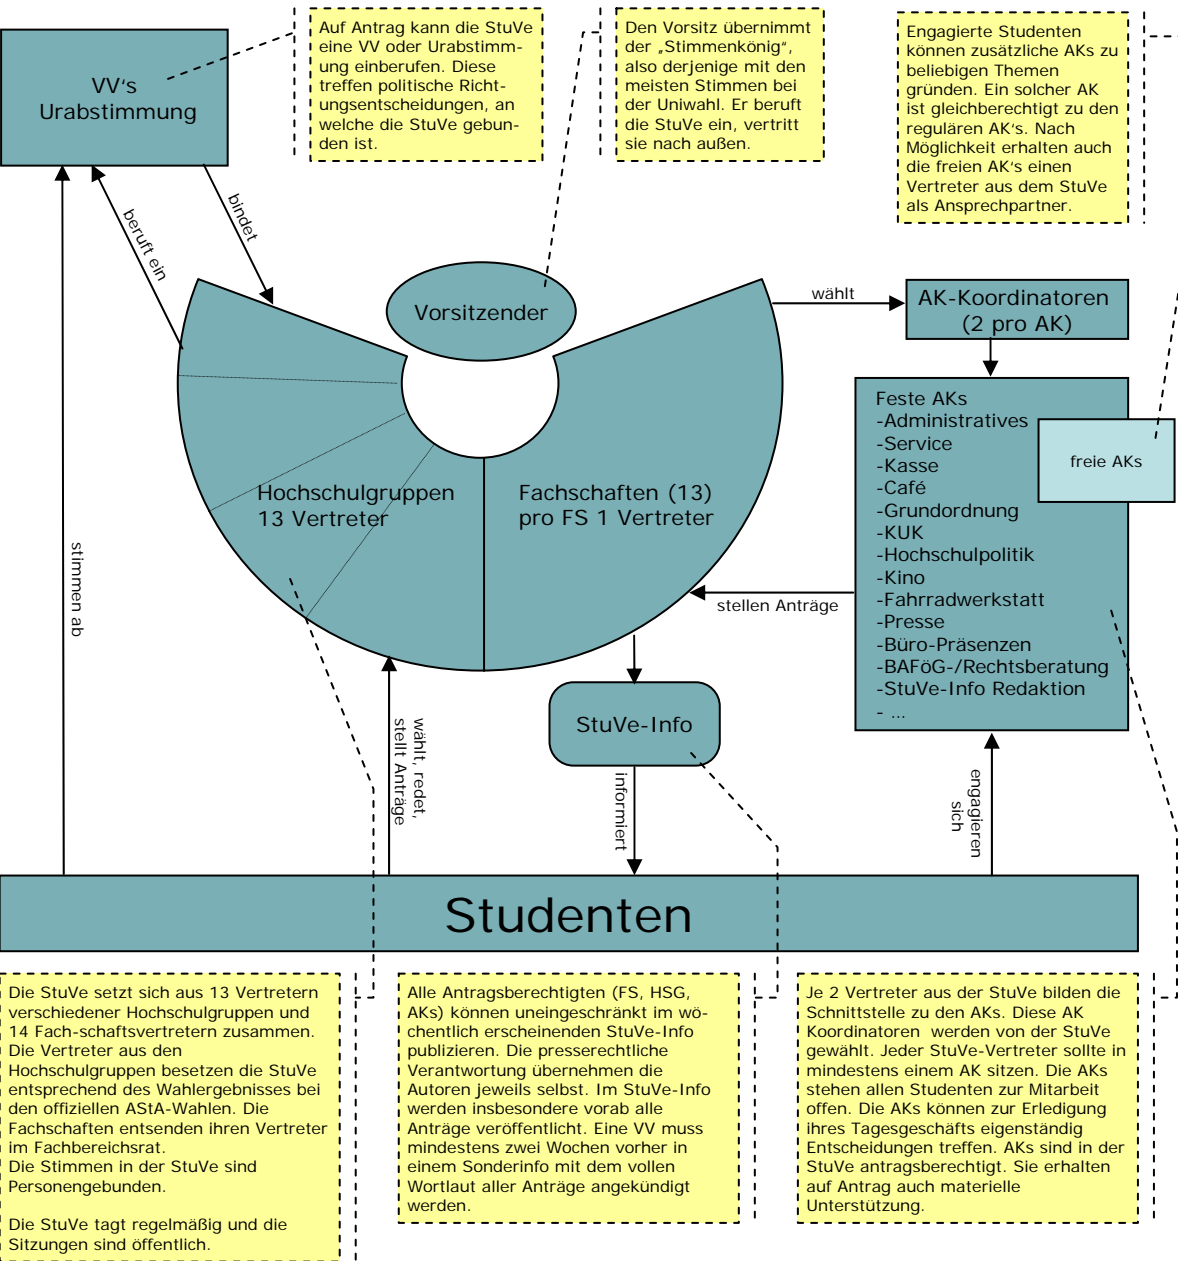 VV's
Urabstimmung
Auf Antrag kann die StuVe
eine VV oder Urabstimm-
ung einberufen. Diese
treffen politische Richt-
ungsentscheidungen, an
welche die StuVe gebun-
den ist.
Den Vorsitz übernimmt
der „Stimmenkönig“,
also derjenige mit den
meisten Stimmen bei
der Uniwahl. Er beruft
die StuVe ein, vertritt
sie nach außen.
Engagierte Studenten
können zusätzliche AKs zu
beliebigen Themen
gründen. Ein solcher AK
ist gleichberechtigt zu den
regulären AK's. Nach
Möglichkeit erhalten auch
die freien AK's einen
Vertreter aus dem StuVe
als Ansprechpartner.
beruft ein
bindet
Vorsitzender
wählt
AK-Koordinatoren
(2 pro AK)
Hochschulgruppen
13 Vertreter
Fachschaften (13)
pro FS 1 Vertreter
Feste AKs
-Administratives
-Service
-Kasse
-Café
-Grundordnung
-KUK
-Hochschulpolitik
-Kino
-Fahrradwerkstatt
-Presse
-Büro-Präsenzen
-BAFöG-/Rechtsberatung
-StuVe-Info Redaktion
- ...
freie AKs
stellen Anträge
stimmen ab
wählt, redet,
stellt Anträge
StuVe-Info
informiert
engagieren
sich
Studenten
Die StuVe setzt sich aus 13 Vertretern
verschiedener Hochschulgruppen und
14 Fach-schaftsvertretern zusammen.
Die Vertreter aus den
Hochschulgruppen besetzen die StuVe
entsprechend des Wahlergebnisses bei
den offiziellen AStA-Wahlen. Die
Fachschaften entsenden ihren Vertreter
im Fachbereichsrat.
Die Stimmen in der StuVe sind
Personengebunden.
Die StuVe tagt regelmäßig und die
Sitzungen sind öffentlich.
Alle Antragsberechtigten (FS, HSG,
AKs) können uneingeschränkt im wö-
chentlich erscheinenden StuVe-Info
publizieren. Die presserechtliche
Verantwortung übernehmen die
Autoren jeweils selbst. Im StuVe-Info
werden insbesondere vorab alle
Anträge veröffentlicht. Eine VV muss
mindestens zwei Wochen vorher in
einem Sonderinfo mit dem vollen
Wortlaut aller Anträge angekündigt
werden.
Je 2 Vertreter aus der StuVe bilden die
Schnittstelle zu den AKs. Diese AK
Koordinatoren werden von der StuVe
gewählt. Jeder StuVe-Vertreter sollte in
mindestens einem AK sitzen. Die AKs
stehen allen Studenten zur Mitarbeit
offen. Die AKs können zur Erledigung
ihres Tagesgeschäfts eigenständig
Entscheidungen treffen. AKs sind in der
StuVe antragsberechtigt. Sie erhalten
auf Antrag auch materielle
Unterstützung.